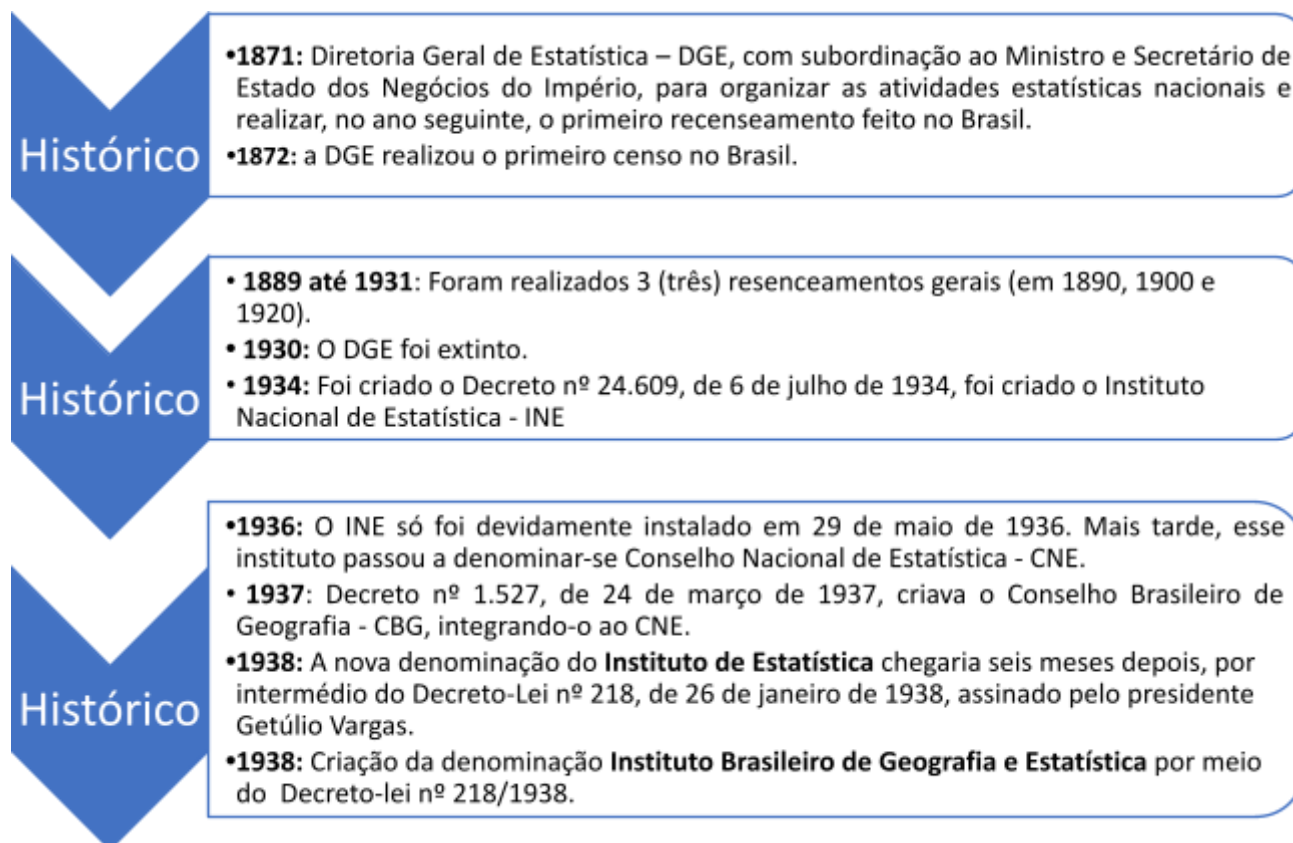 Histórico
•1871: Diretoria Geral de Estatística – DGE, com subordinação ao Ministro e Secretário de
Estado dos Negócios do Império, para organizar as atividades estatísticas nacionais e
realizar, no ano seguinte, o primeiro recenseamento feito no Brasil.
•1872: a DGE realizou o primeiro censo no Brasil.
Histórico
• 1889 até 1931: Foram realizados 3 (três) resenceamentos gerais (em 1890, 1900 e
1920).
• 1930: O DGE foi extinto.
• 1934: Foi criado o Decreto nº 24.609, de 6 de julho de 1934, foi criado o Instituto
Nacional de Estatística - INE
Histórico
•1936: O INE só foi devidamente instalado em 29 de maio de 1936. Mais tarde, esse
instituto passou a denominar-se Conselho Nacional de Estatística - CNE.
• 1937: Decreto nº 1.527, de 24 de março de 1937, criava o Conselho Brasileiro de
Geografia - CBG, integrando-o ao CNE.
•1938: A nova denominação do Instituto de Estatística chegaria seis meses depois, por
intermédio do Decreto-Lei nº 218, de 26 de janeiro de 1938, assinado pelo presidente
Getúlio Vargas.
•1938: Criação da denominação Instituto Brasileiro de Geografia e Estatística por meio
do Decreto-lei nº 218/1938.